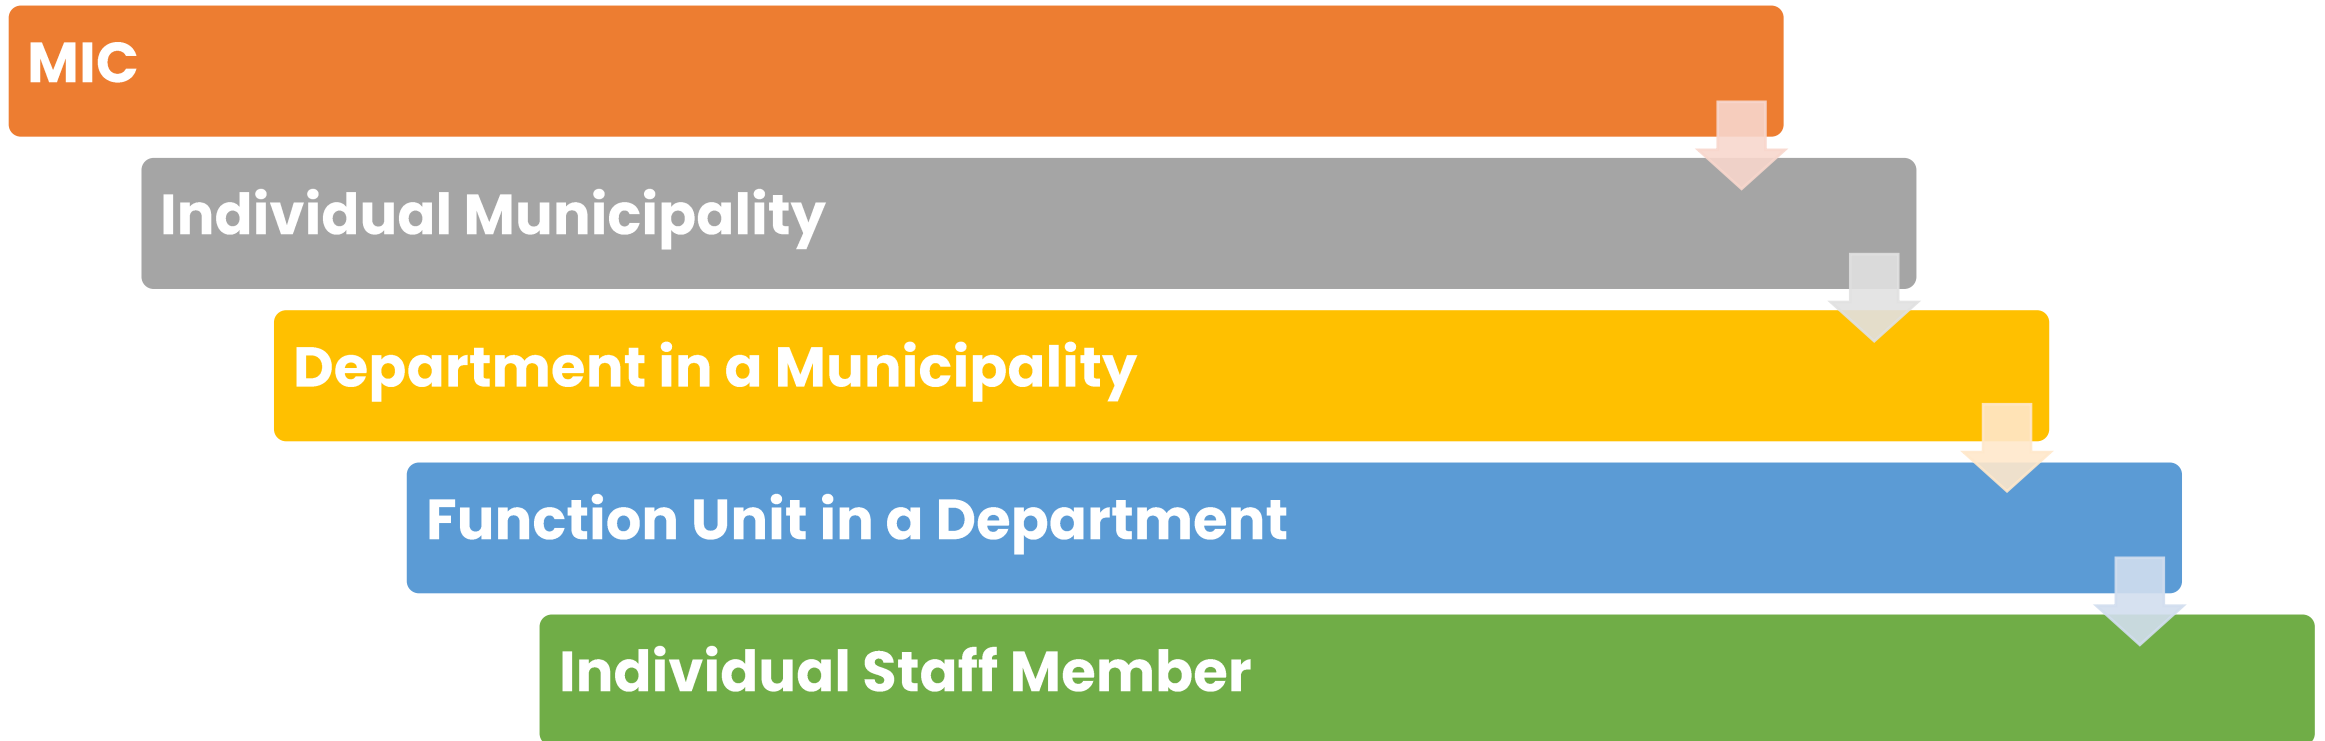 MIC
Individual Municipality
Department in a Municipality
Function Unit in a Department
Individual Staff Member